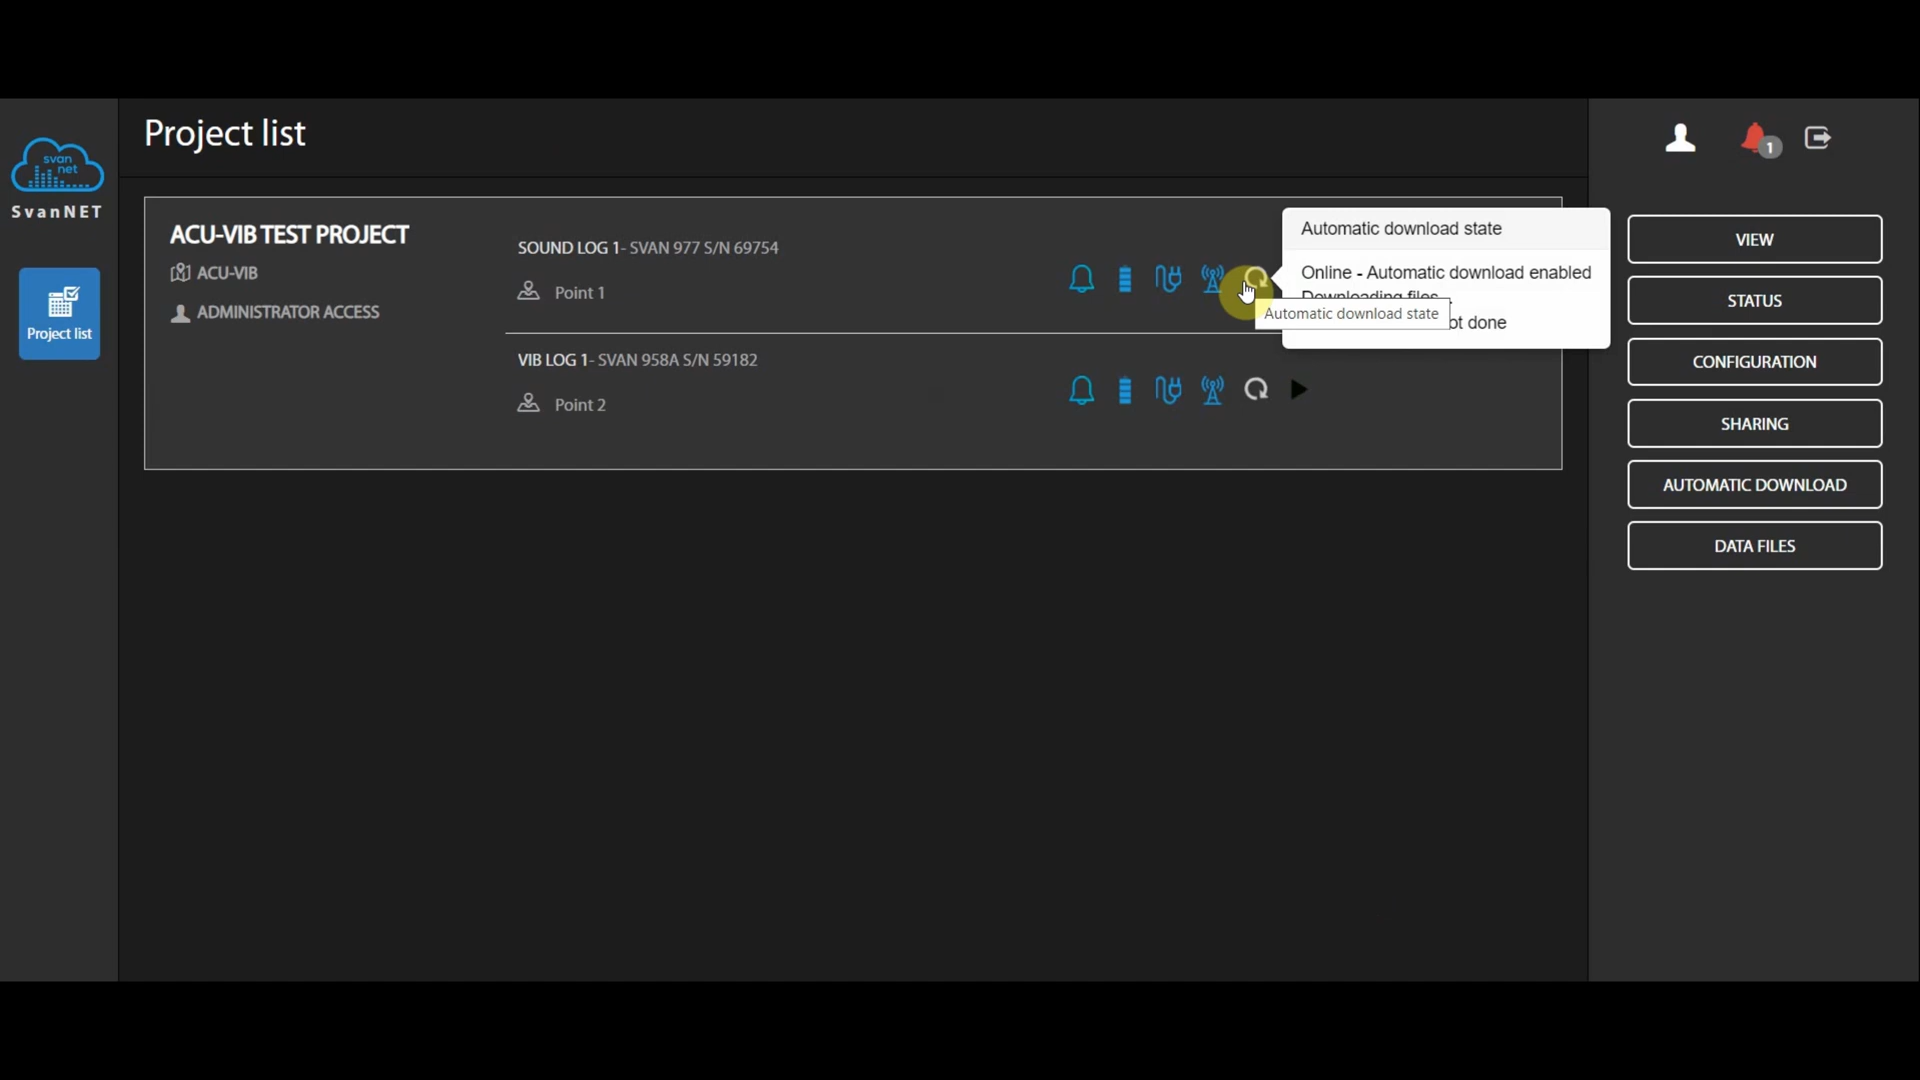 Project list
svan
net
SvanNET
Project list
ACU-VIB TEST PROJECT
ACU-VIB
ADMINISTRATOR ACCESS
SOUND LOG 1- SVAN 977 S/N 69754
Point 1
VIB LOG 1- SVAN 958A S/N 59182
Point 2
Automatic download state
Online - Automatic download enabled
Downloading files
Automatic download state
done
1
VIEW
STATUS
CONFIGURATION
SHARING
AUTOMATIC DOWNLOAD
DATA FILES